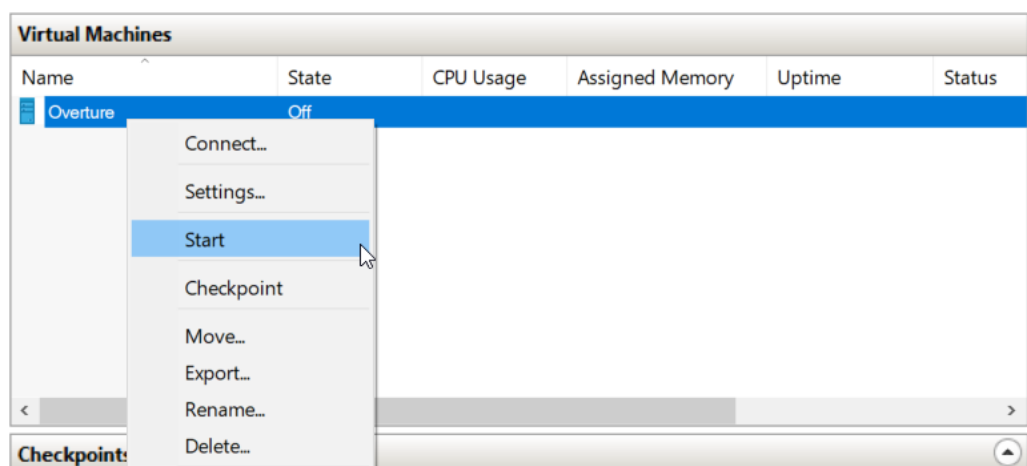 Virtual Machines
Name State CPU Usage Assigned Memory Uptime Status
Overture Off
Connect...
Settings...
Start
Checkpoint
Move...
Export...
Rename...
Delete...
Checkpoints